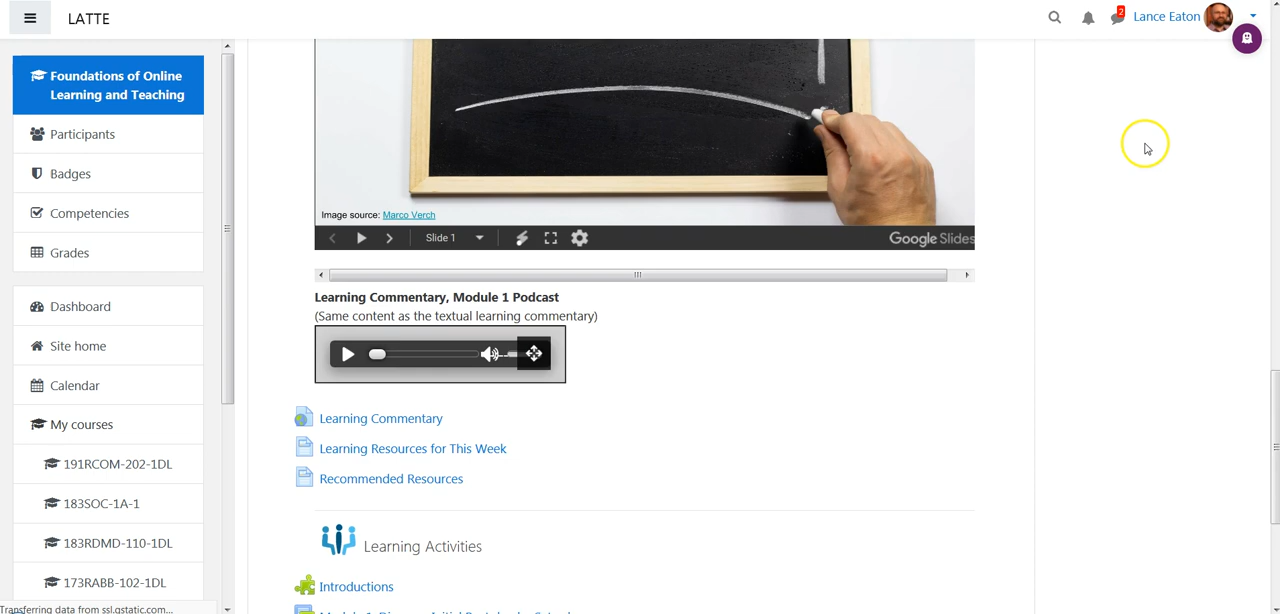 LATTE
2
Lance Eaton
Foundations of Online
Learning and Teaching
Participants
Badges
Competencies
Grades
Dashboard
Site home
Calendar
My courses
191RCOM-202-1DL
183SOC-1A-1
183RDMD-110-1DL
173RABB-102-1DL
Transferring data from ssl.gstatic.com...
Image source: Marco Verch
Slide 1
Google Slides
Learning Commentary, Module 1 Podcast
(Same content as the textual learning commentary)
Learning Commentary
Learning Resources for This Week
Recommended Resources
Learning Activities
Introductions